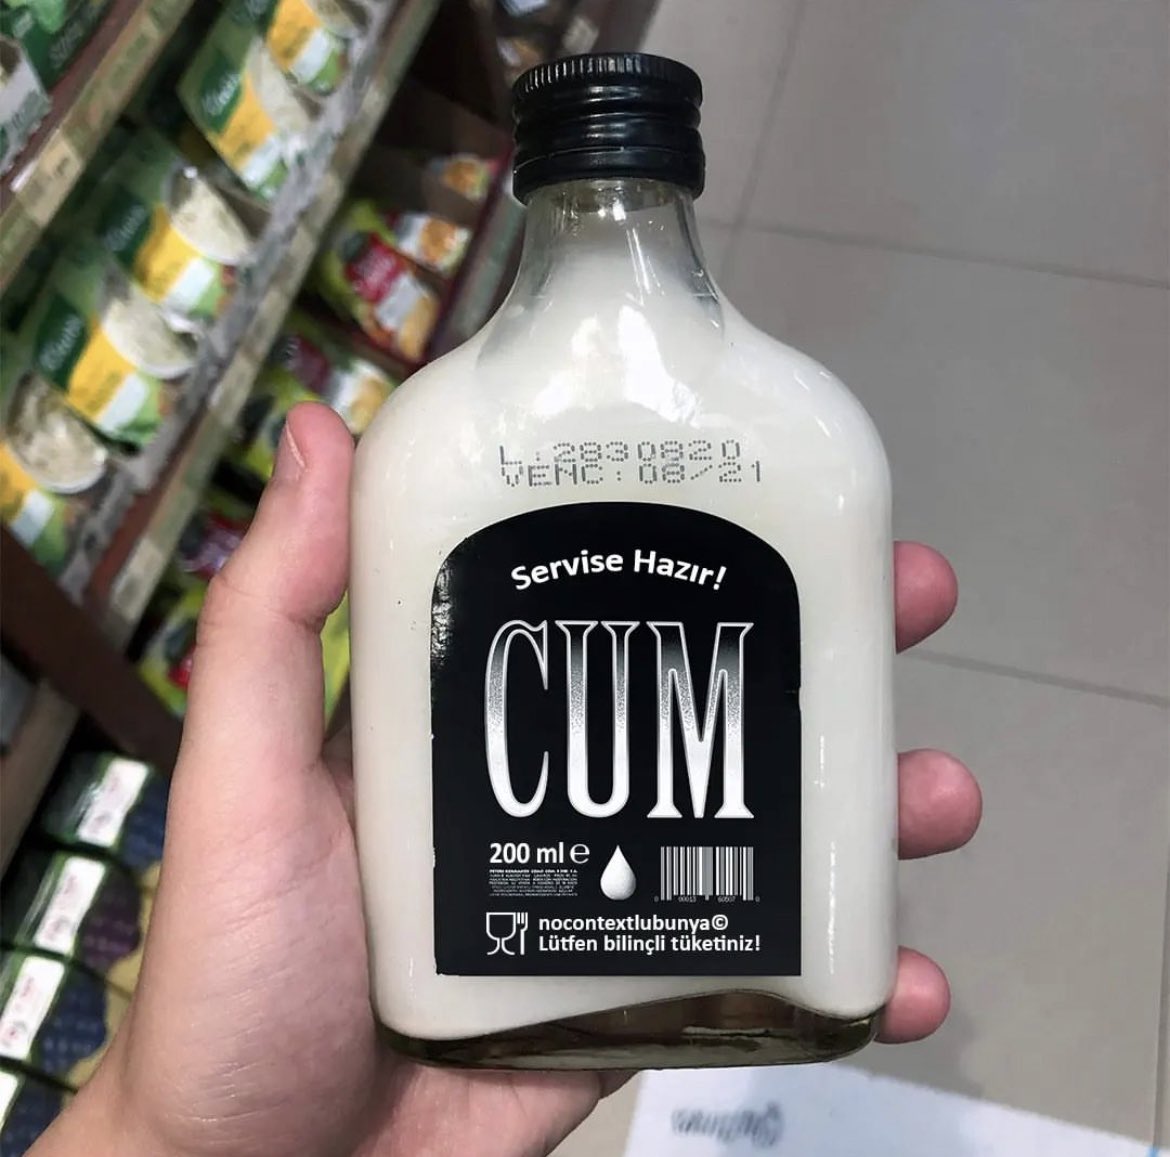 L:2830820
VENC:08/21
Servise Hazır!
CUM
200 ml e
nocontextlubunya©
Lütfen bilinçli tüketiniz!